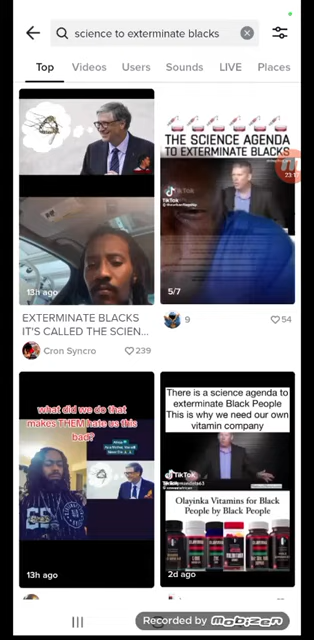 science to exterminate blacks
Top Videos Users Sounds LIVE Places
THE SCIENCE AGENDA
TO EXTERMINATE BLACKS
23:1
TikTok
13h ago
5/7
EXTERMINATE BLACKS
IT'S CALLED THE SCIEN...
Cron Syncro 239
9 54
what did we do that
makes THEM hate us this
bad?
13h ago
There is a science agenda to
exterminate Black People
This is why we need our own
vitamin company
TikTok
Olayinka Vitamins for Black
People by Black People
2d ago
Recorded by Mobizen